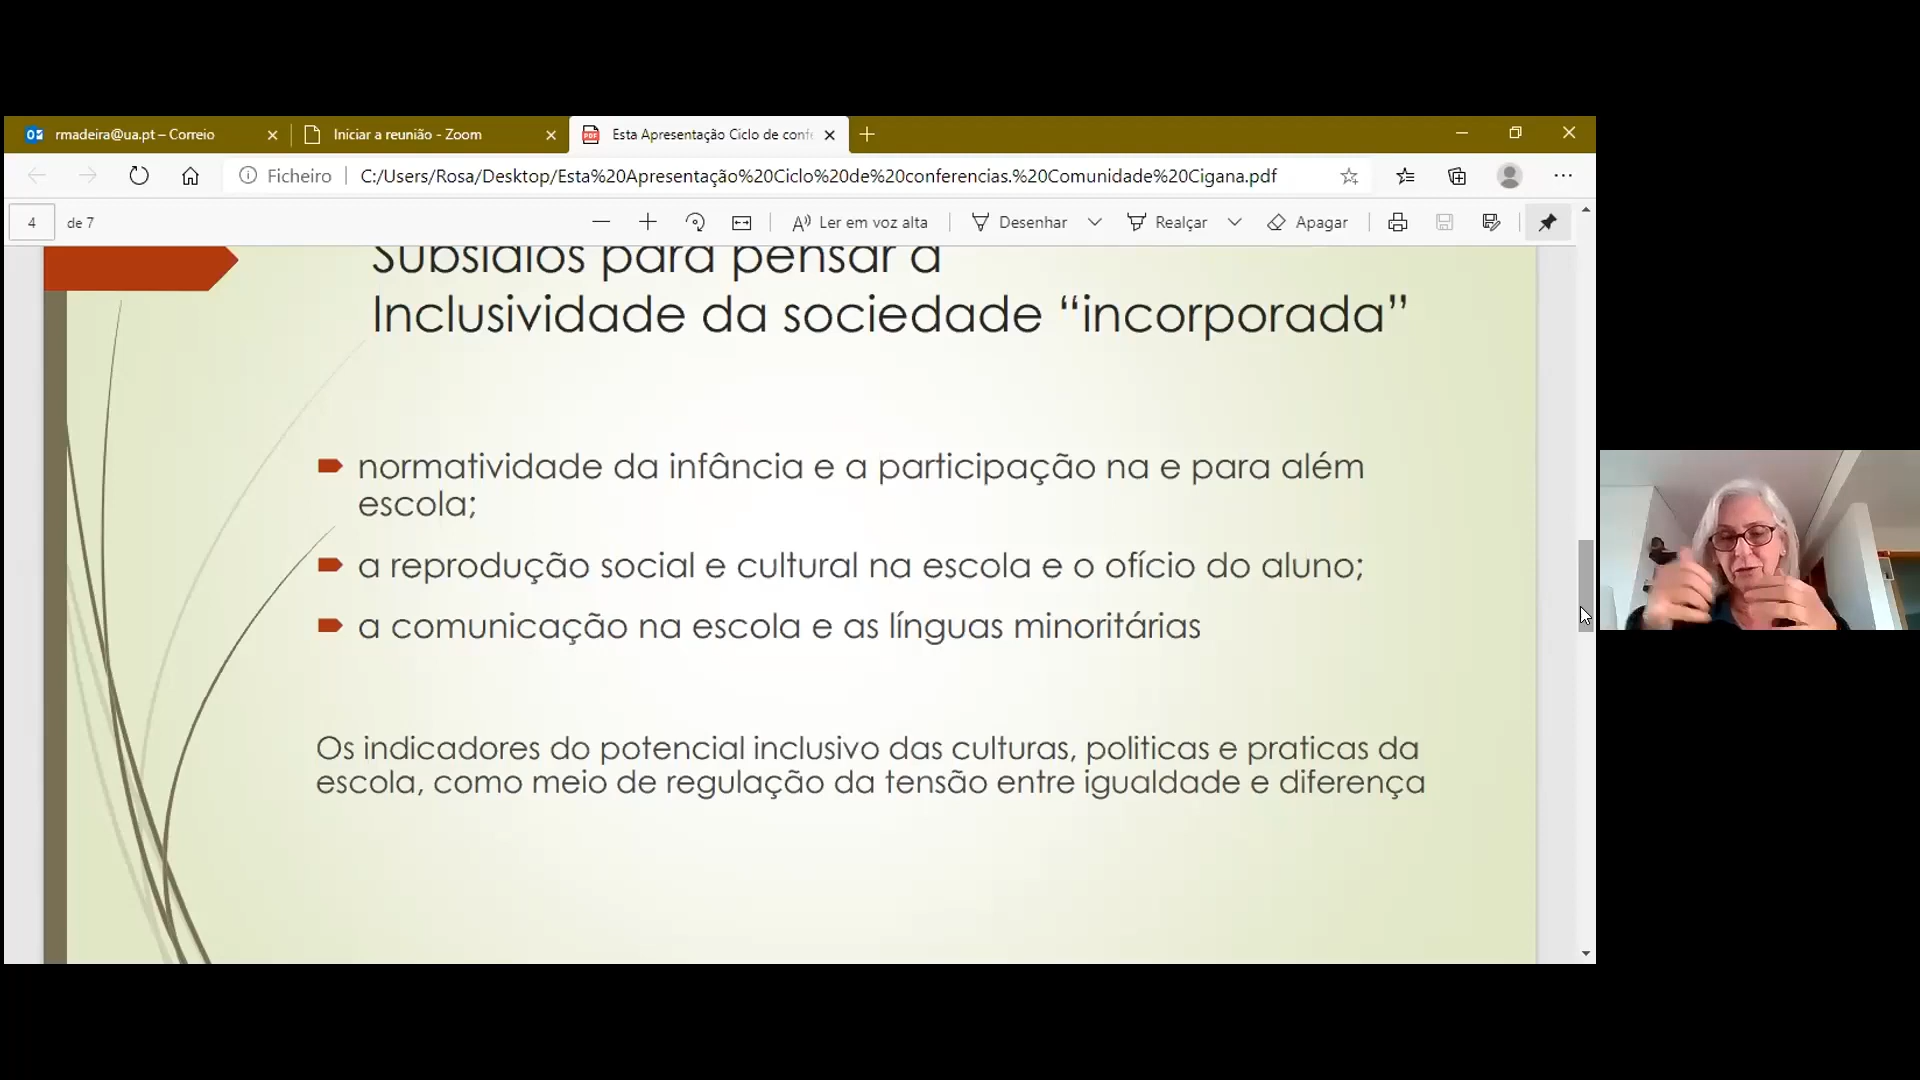 rmadeira@ua.pt – Correio
Iniciar a reunião - Zoom
Esta Apresentação Ciclo de confe
Ficheiro
C:/Users/Rosa/Desktop/Esta%20Apresentação%20Ciclo%20de%20conferencias.%20Comunidade%20Cigana.pdf
4 de 7
Ler em voz alta
Desenhar
Realçar
Apagar
Subsídios para pensar a
Inclusividade da sociedade “incorporada”
normatividade da infância e a participação na e para além
escola;
a reprodução social e cultural na escola e o ofício do aluno;
a comunicação na escola e as línguas minoritárias
Os indicadores do potencial inclusivo das culturas, politicas e praticas da
escola, como meio de regulação da tensão entre igualdade e diferença